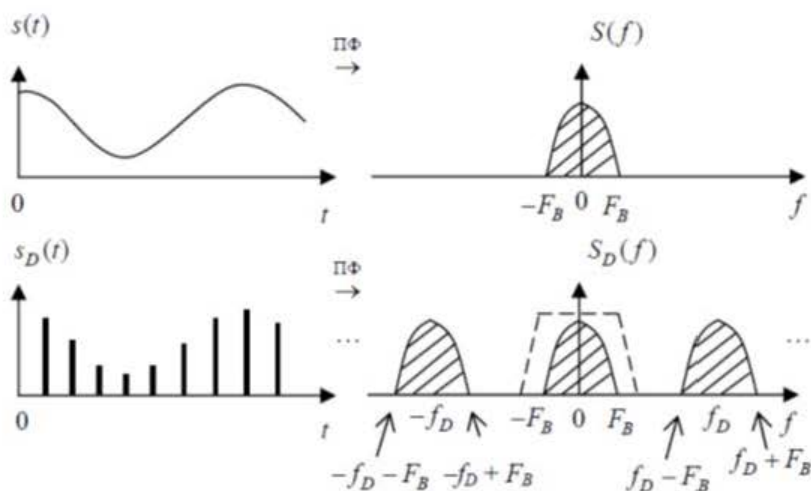 s(t) ПФ → S(f)
0 t −F_B 0 F_B f
s_D(t) ПФ → S_D(f)
... ...
0 t −f_D −F_B 0 F_B f_D f
−f_D − F_B −f_D + F_B f_D − F_B f_D + F_B